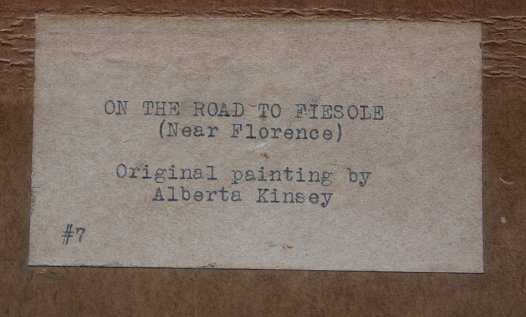 ON THE ROAD TO FIESOLE
(Near Florence)
Original painting by
Alberta Kinsey
#7